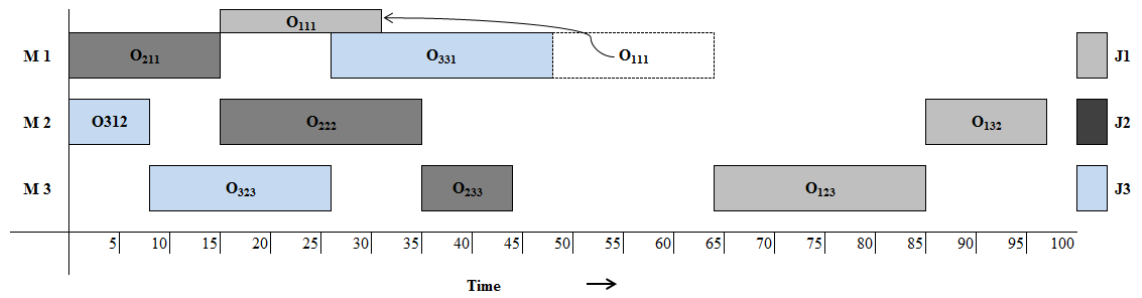 O₁₁₁
M 1 O₂₁₁ O₃₃₁ O₁₁₁ J1
M 2 O312 O₂₂₂ O₁₃₂ J2
M 3 O₃₂₃ O₂₃₃ O₁₂₃ J3
5 10 15 20 25 30 35 40 45 50 55 60 65 70 75 80 85 90 95 100
Time